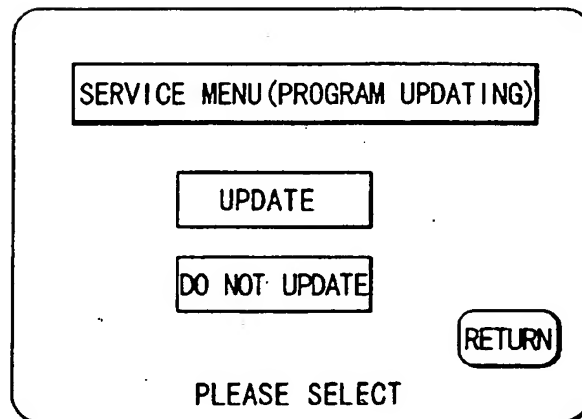 SERVICE MENU(PROGRAM UPDATING)
UPDATE
DO NOT UPDATE
RETURN
PLEASE SELECT